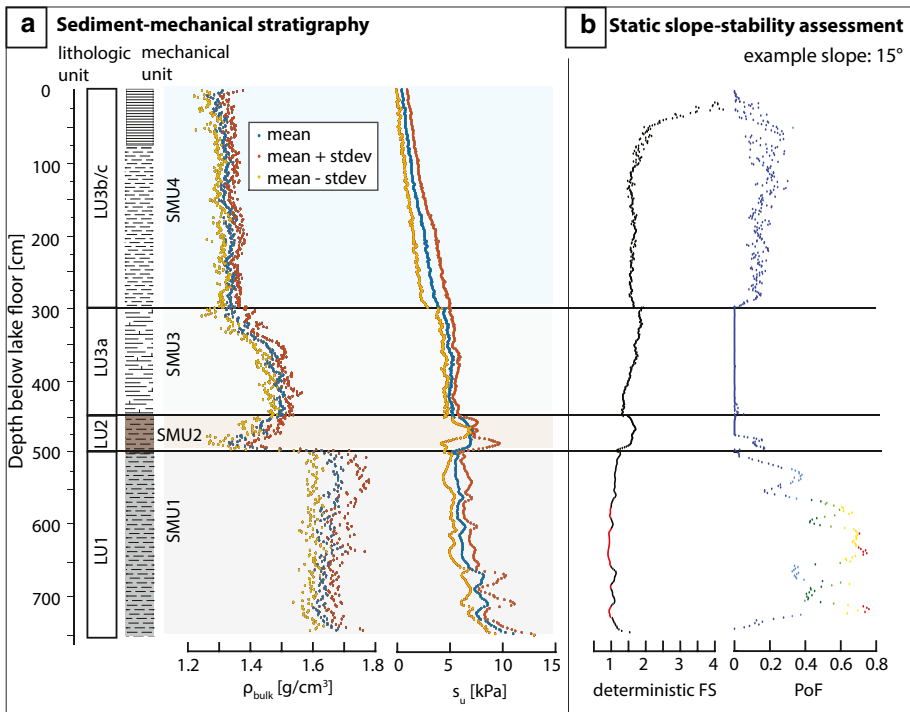 a Sediment-mechanical stratigraphy
b Static slope-stability assessment
example slope: 15°
lithologic unit
mechanical unit
mean
mean + stdev
mean - stdev
Depth below lake floor [cm]
0
100
200
300
400
500
600
700
LU3b/c
LU3a
LU2
LU1
SMU4
SMU3
SMU2
SMU1
1.2 1.4 1.6 1.8
ρbulk [g/cm³]
0 5 10 15
su [kPa]
1 2 3 4
deterministic FS
0 0.2 0.4 0.6 0.8
PoF